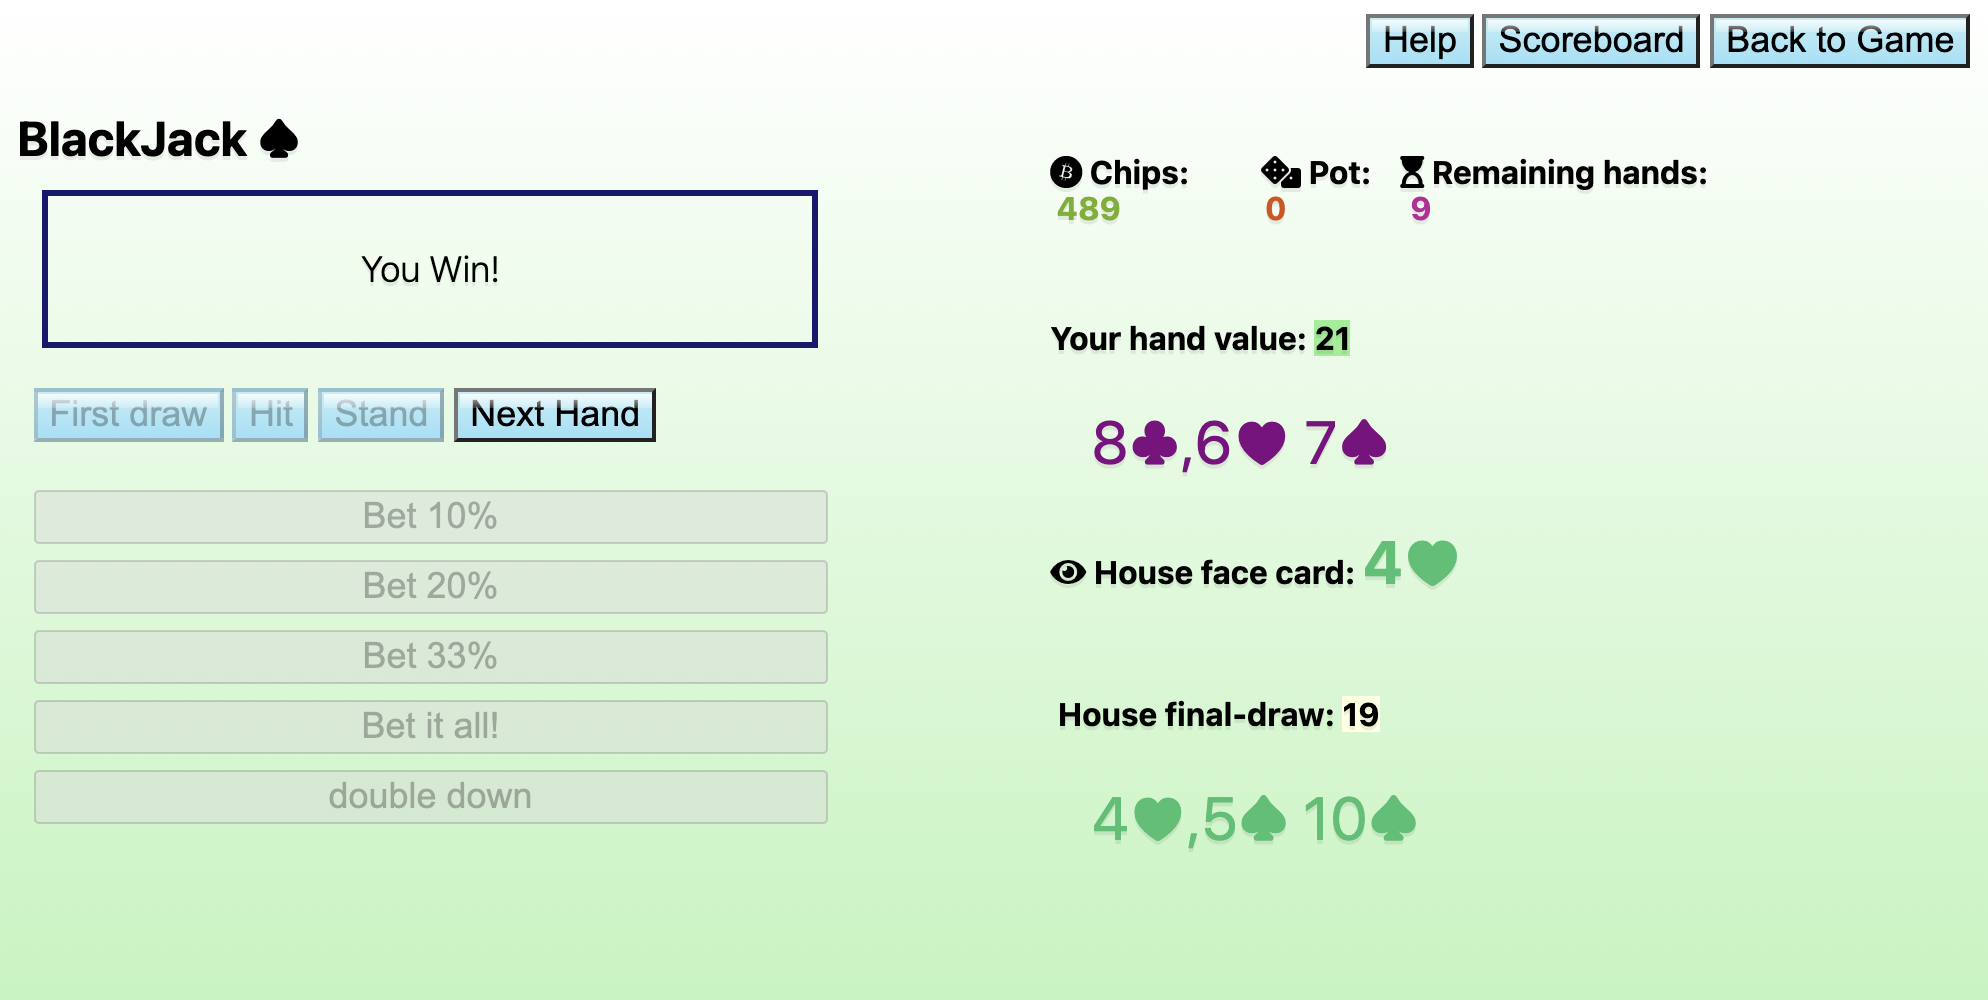 Help Scoreboard Back to Game
BlackJack ♠
You Win!
First draw Hit Stand Next Hand
Bet 10%
Bet 20%
Bet 33%
Bet it all!
double down
Chips: Pot: Remaining hands:
489 0 9
Your hand value: 21
8♣,6♥ 7♠
House face card: 4♥
House final-draw: 19
4♥,5♠ 10♠